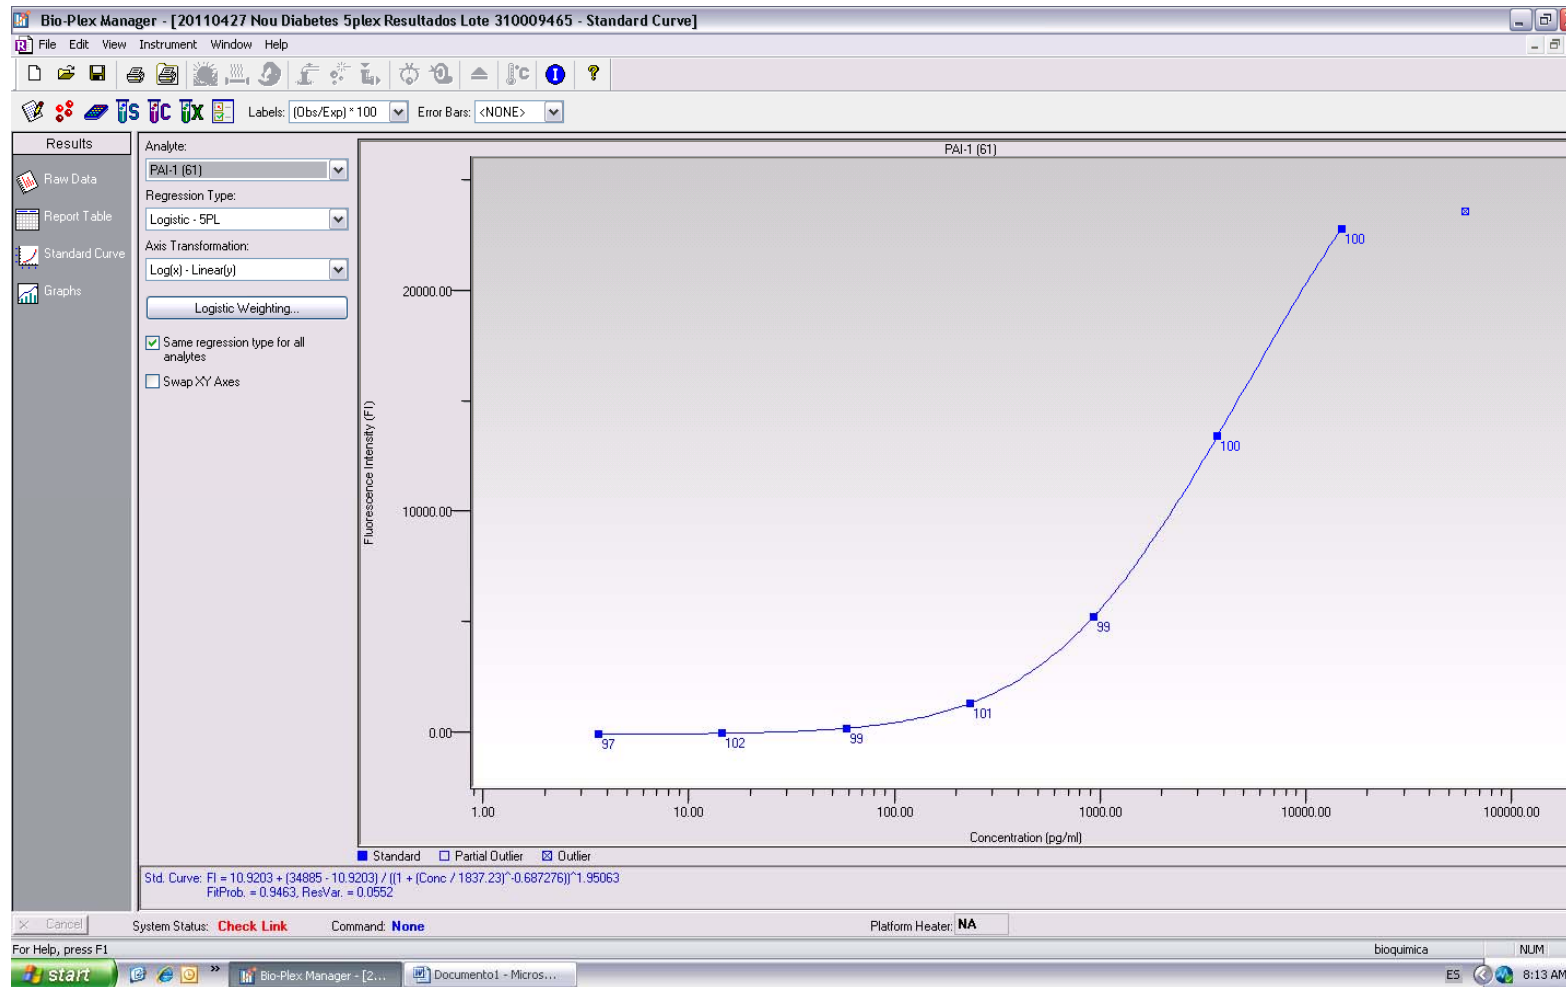 Bio-Plex Manager - [20110427 Nou Diabetes 5plex Resultados Lote 310009465 - Standard Curve]
File Edit View Instrument Window Help
Labels: (Obs/Exp) * 100 Error Bars: <NONE>
Results
Raw Data
Report Table
Standard Curve
Graphs
Analyte:
PAI-1 (61)
Regression Type:
Logistic - 5PL
Axis Transformation:
Log(x) - Linear(y)
Logistic Weighting...
Same regression type for all
analytes
Swap XY Axes
PAI-1 (61)
Fluorescence Intensity (FI)
20000.00
10000.00
0.00
97
102
99
101
99
100
100
1.00 10.00 100.00 1000.00 10000.00 100000.00
Concentration (pg/ml)
Standard Partial Outlier Outlier
Std. Curve: FI = 10.9203 + (34885 - 10.9203) / ((1 + (Conc / 1837.23)^-0.687276))^1.95063
FitProb. = 0.9463, ResVar. = 0.0552
Cancel System Status: Check Link Command: None Platform Heater: NA
For Help, press F1 bioquimica NUM
start Bio-Plex Manager - [2... Documento1 - Micros... ES 8:13 AM